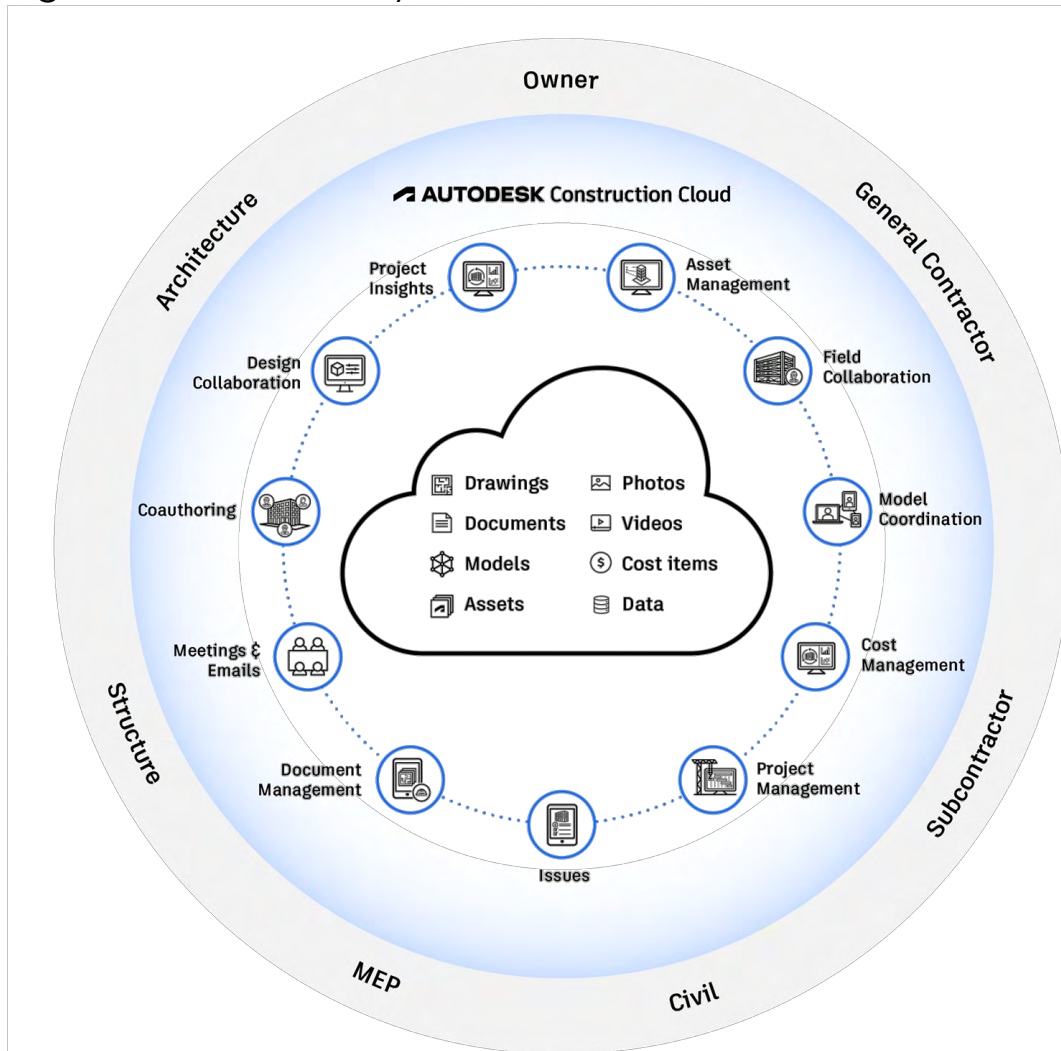 Owner
General Contractor
Subcontractor
Civil
MEP
Structure
Architecture
AUTODESK Construction Cloud
Project
Insights
Asset
Management
Design
Collaboration
Field
Collaboration
Coauthoring
Model
Coordination
Meetings &
Emails
Cost
Management
Document
Management
Project
Management
Issues
Drawings
Documents
Models
Assets
Photos
Videos
$ Cost items
Data